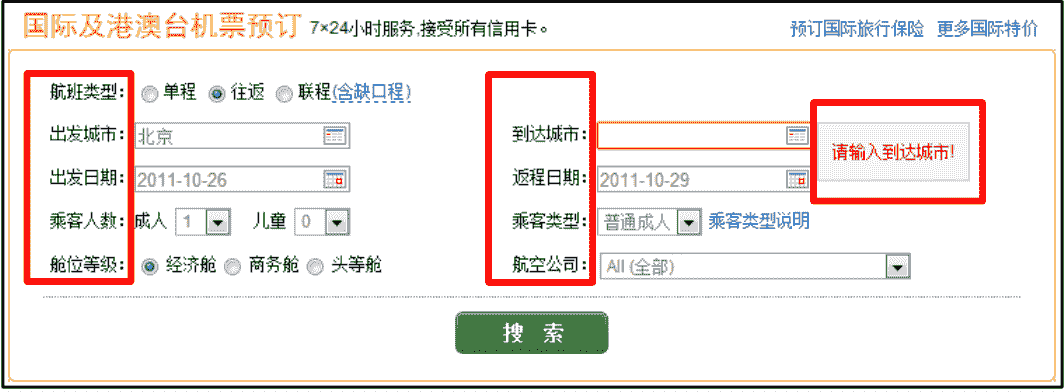 国际及港澳台机票预订 7×24小时服务,接受所有信用卡。 预订国际旅行保险 更多国际特价
航班类型: 单程 往返 联程(含缺口程)
出发城市: 北京 到达城市: 请输入到达城市!
出发日期: 2011-10-26 返程日期: 2011-10-29
乘客人数: 成人 1 儿童 0 乘客类型: 普通成人 乘客类型说明
舱位等级: 经济舱 商务舱 头等舱 航空公司: All (全部)
搜 索